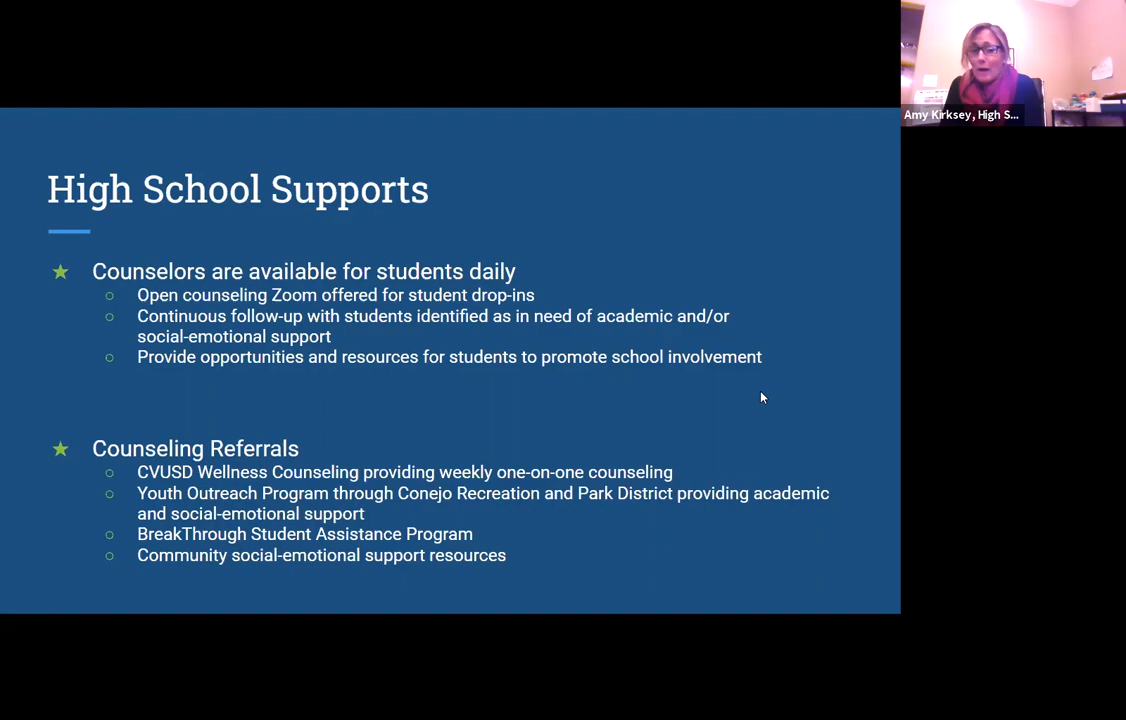 Amy Kirksey, High S...
High School Supports
★ Counselors are available for students daily
○ Open counseling Zoom offered for student drop-ins
○ Continuous follow-up with students identified as in need of academic and/or
social-emotional support
○ Provide opportunities and resources for students to promote school involvement
★ Counseling Referrals
○ CVUSD Wellness Counseling providing weekly one-on-one counseling
○ Youth Outreach Program through Conejo Recreation and Park District providing academic
and social-emotional support
○ BreakThrough Student Assistance Program
○ Community social-emotional support resources